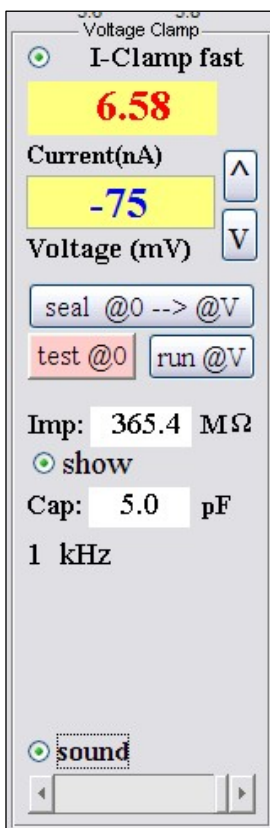 Voltage Clamp
I-Clamp fast
6.58
Current(nA)
^
-75
Voltage (mV)
v
seal @0 --> @V
test @0 run @V
Imp: 365.4 MΩ
show
Cap: 5.0 pF
1 kHz
sound